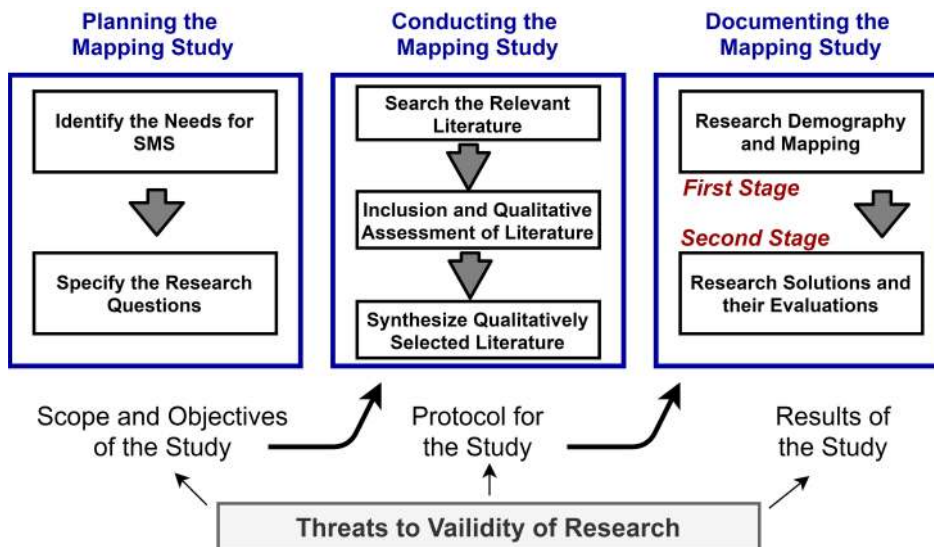 Planning the
Mapping Study
Conducting the
Mapping Study
Documenting the
Mapping Study
Identify the Needs for
SMS
Specify the Research
Questions
Search the Relevant
Literature
Inclusion and Qualitative
Assessment of Literature
Synthesize Qualitatively
Selected Literature
Research Demography
and Mapping
First Stage
Second Stage
Research Solutions and
their Evaluations
Scope and Objectives
of the Study
Protocol for
the Study
Results of
the Study
Threats to Vailidity of Research